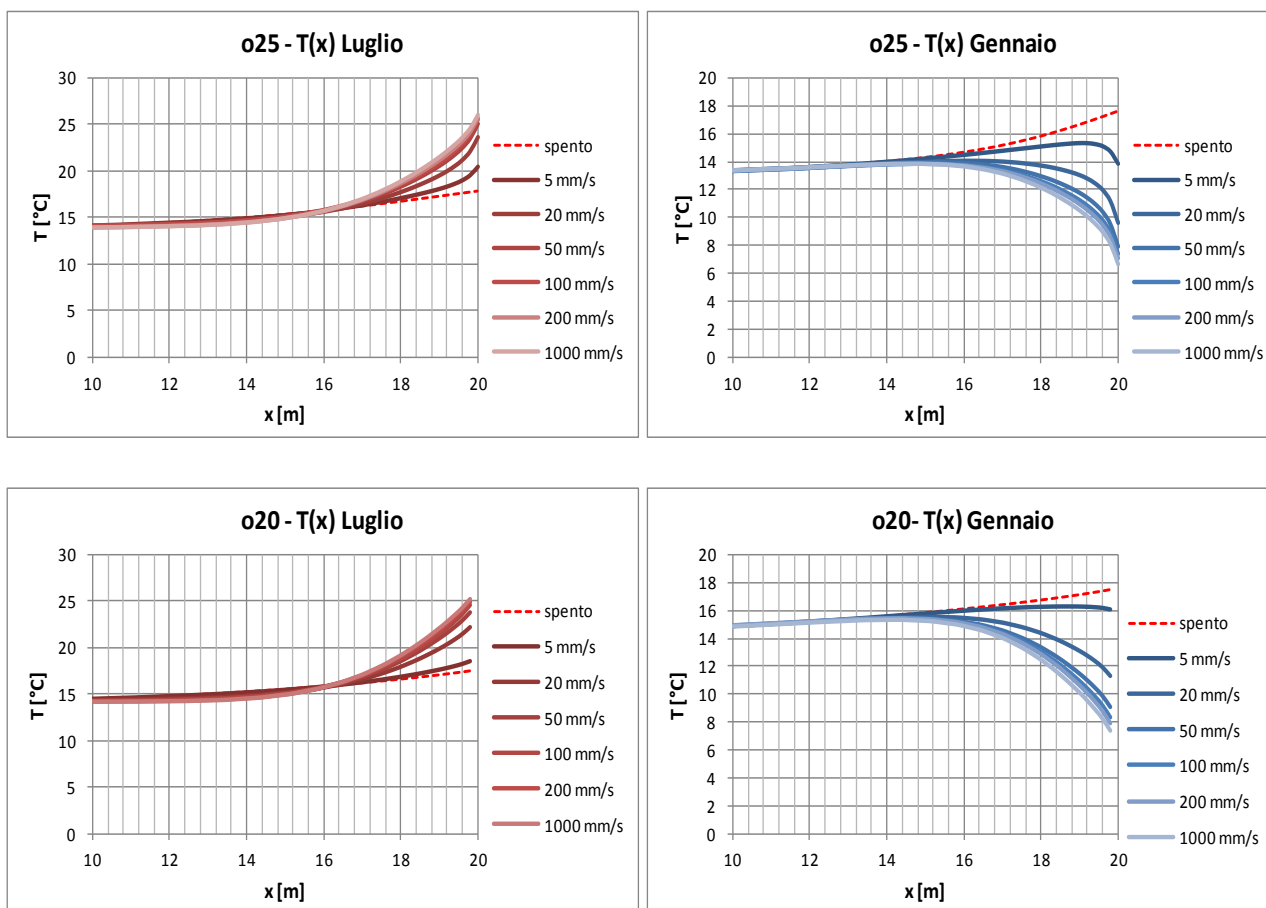 o25 - T(x) Luglio
T [°C]
30
25
20
15
10
5
0
10 12 14 16 18 20
x [m]
spento
5 mm/s
20 mm/s
50 mm/s
100 mm/s
200 mm/s
1000 mm/s
o25 - T(x) Gennaio
T [°C]
20
18
16
14
12
10
8
6
4
2
0
10 12 14 16 18 20
x [m]
spento
5 mm/s
20 mm/s
50 mm/s
100 mm/s
200 mm/s
1000 mm/s
o20 - T(x) Luglio
T [°C]
30
25
20
15
10
5
0
10 12 14 16 18 20
x [m]
spento
5 mm/s
20 mm/s
50 mm/s
100 mm/s
200 mm/s
1000 mm/s
o20- T(x) Gennaio
T [°C]
20
18
16
14
12
10
8
6
4
2
0
10 12 14 16 18 20
x [m]
spento
5 mm/s
20 mm/s
50 mm/s
100 mm/s
200 mm/s
1000 mm/s